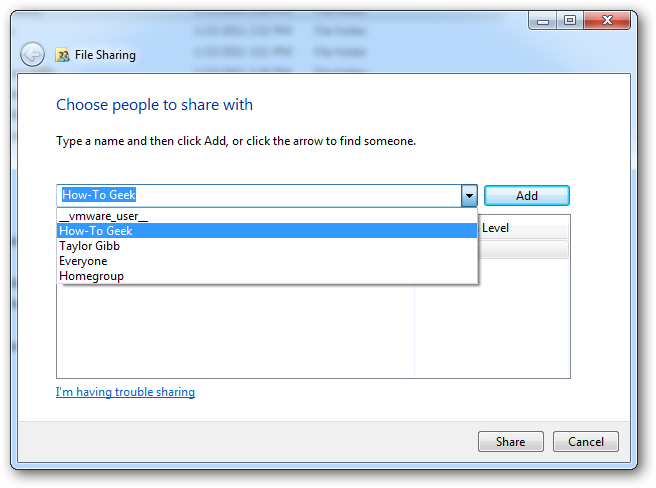 File Sharing
Choose people to share with
Type a name and then click Add, or click the arrow to find someone.
How-To Geek
Add
__vmware_user__
How-To Geek
Level
Taylor Gibb
Everyone
Homegroup
I'm having trouble sharing
Share
Cancel